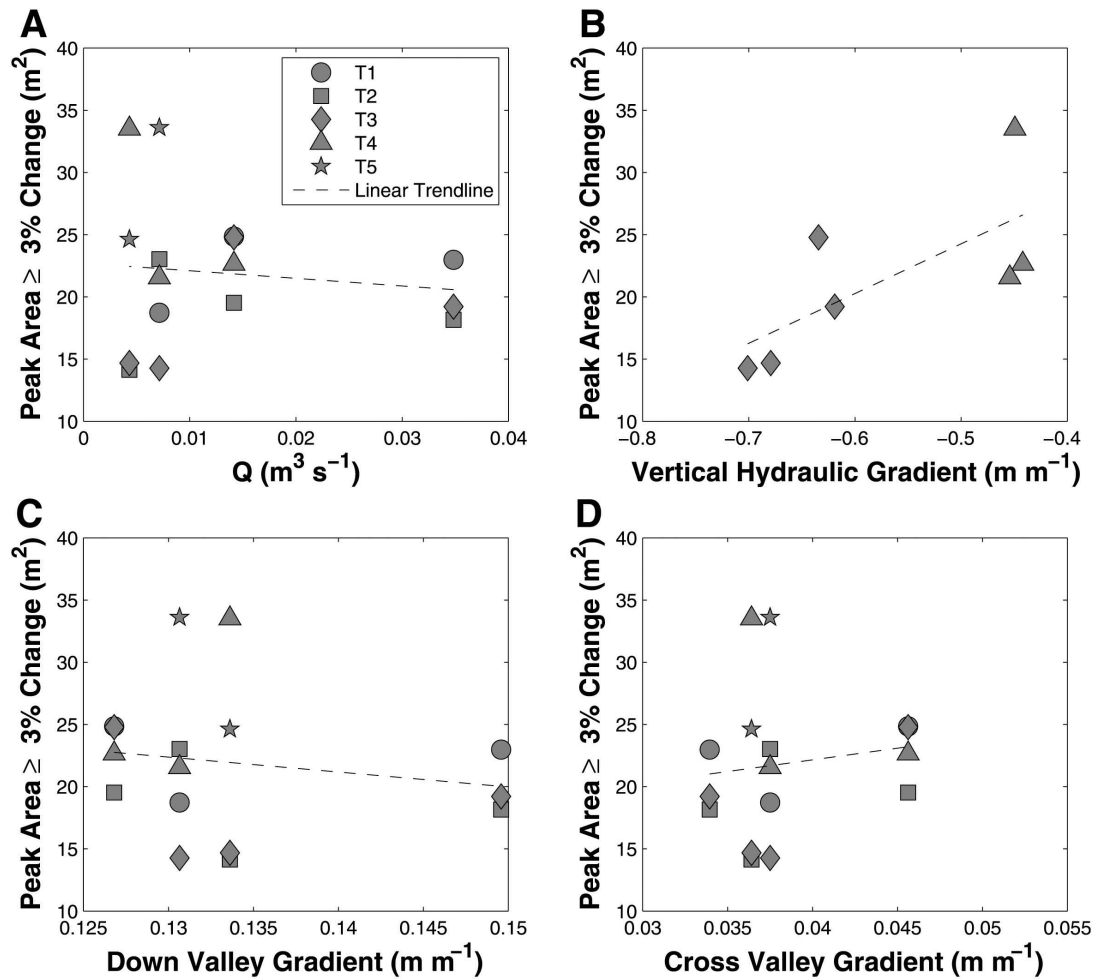 A
Peak Area ≥ 3% Change (m²)
40
35
30
25
20
15
10
0
0.01
0.02
0.03
0.04
Q (m³ s⁻¹)
T1
T2
T3
T4
T5
Linear Trendline
B
Peak Area ≥ 3% Change (m²)
40
35
30
25
20
15
10
−0.8
−0.7
−0.6
−0.5
−0.4
Vertical Hydraulic Gradient (m m⁻¹)
C
Peak Area ≥ 3% Change (m²)
40
35
30
25
20
15
10
0.125
0.13
0.135
0.14
0.145
0.15
Down Valley Gradient (m m⁻¹)
D
Peak Area ≥ 3% Change (m²)
40
35
30
25
20
15
10
0.03
0.035
0.04
0.045
0.05
0.055
Cross Valley Gradient (m m⁻¹)